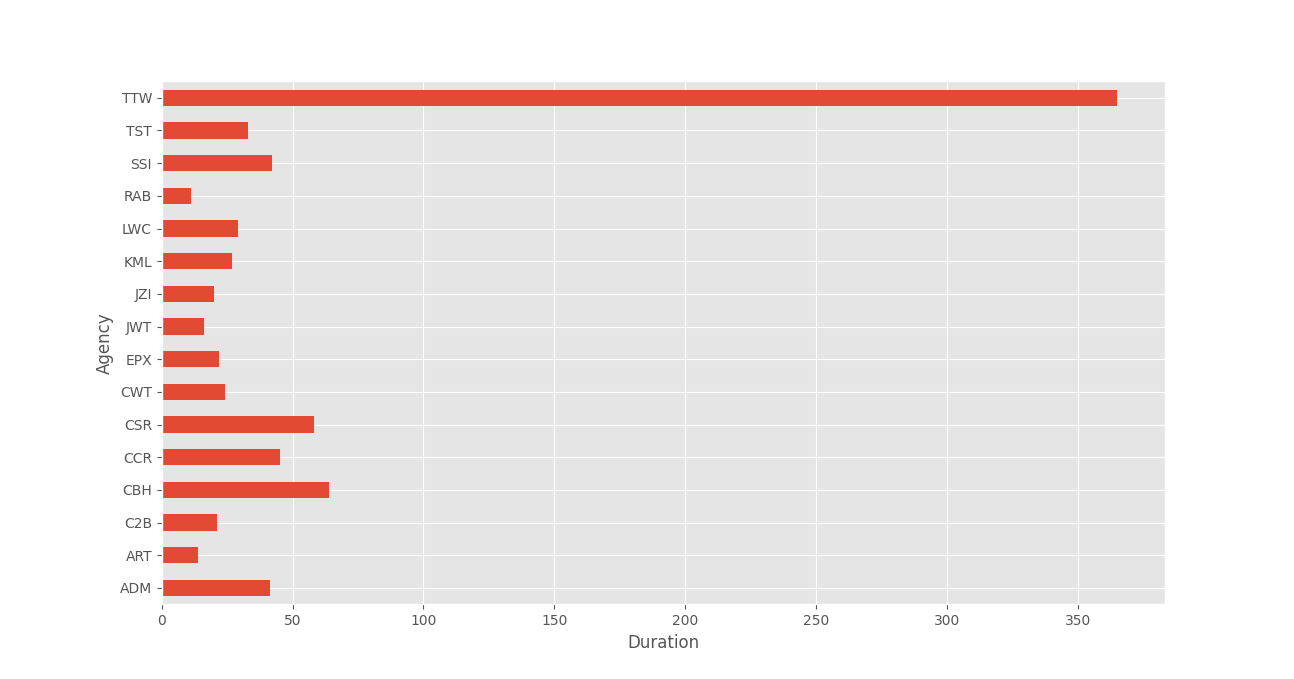 TTW
TST
SSI
RAB
LWC
KML
JZI
JWT
EPX
CWT
CSR
CCR
CBH
C2B
ART
ADM
Agency
0 50 100 150 200 250 300 350
Duration